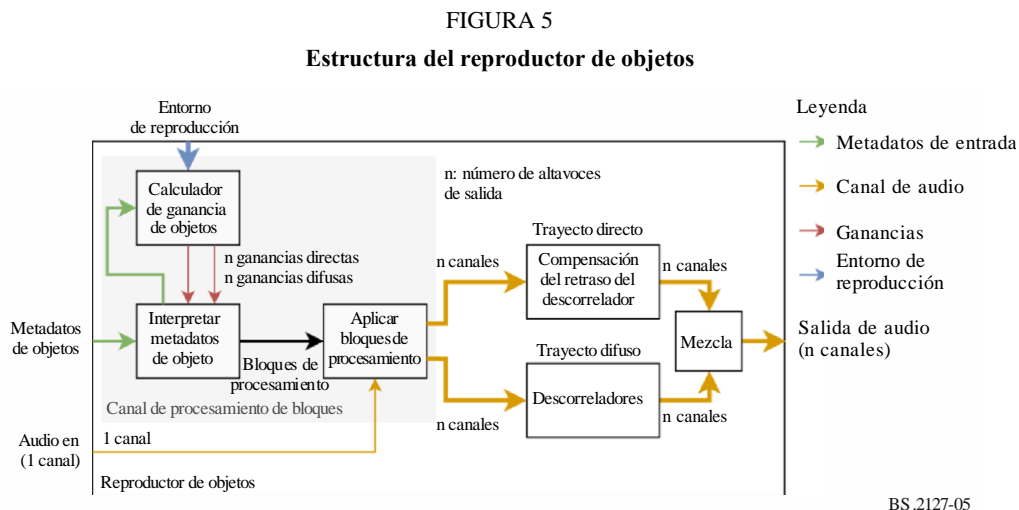 FIGURA 5
Estructura del reproductor de objetos
Entorno
de reproducción
Leyenda
Metadatos de entrada
Canal de audio
Ganancias
Entorno de
reproducción
Calculador
de ganancia
de objetos
n: número de altavoces
de salida
n ganancias directas
n ganancias difusas
Metadatos
de objetos
Interpretar
metadatos
de objeto
Bloques de
procesamiento
Aplicar
bloques de
procesamiento
Canal de procesamiento de bloques
n canales
n canales
Trayecto directo
Compensación
del retraso del
descorrelador
n canales
Trayecto difuso
Descorreladores
n canales
Mezcla
Salida de audio
(n canales)
Audio en
(1 canal)
1 canal
Reproductor de objetos
BS.2127-05